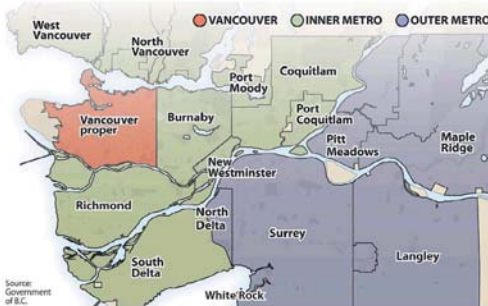 VANCOUVER INNER METRO OUTER METRO
West
Vancouver
North
Vancouver
Port
Moody
Coquitlam
Vancouver
proper
Burnaby
Port
Coquitlam
Pitt
Meadows
Maple
Ridge
New
Westminster
Richmond
North
Delta
Surrey
Langley
South
Delta
White Rock
Source:
Government
of B.C.